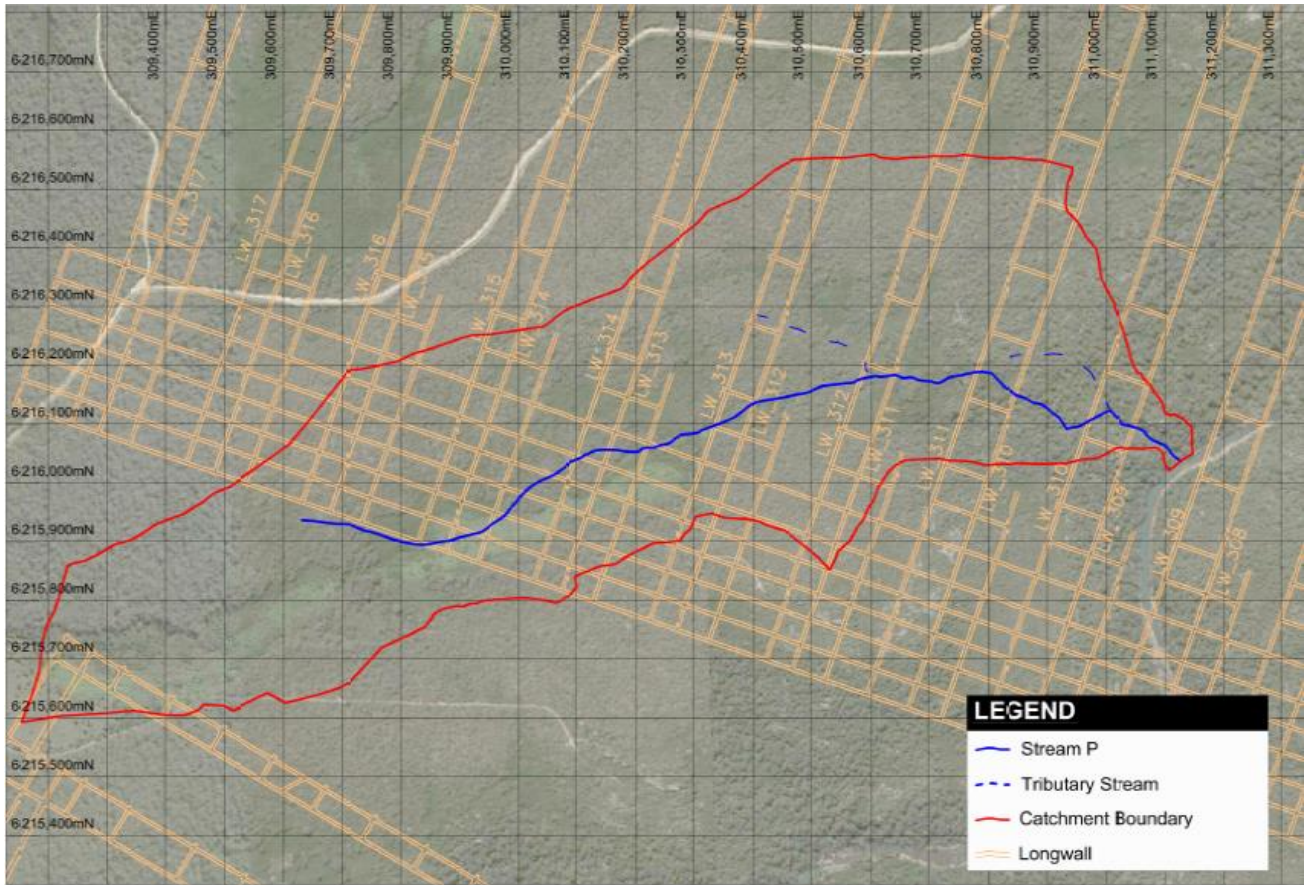 309,400mE
309,500mE
309,600mE
309,700mE
309,800mE
309,900mE
310,000mE
310,100mE
310,200mE
310,300mE
310,400mE
310,500mE
310,600mE
310,700mE
310,800mE
310,900mE
311,000mE
311,100mE
311,200mE
311,300mE
6,216,700mN
6,216,600mN
6,216,500mN
6,216,400mN
6,216,300mN
6,216,200mN
6,216,100mN
6,216,000mN
6,215,900mN
6,215,800mN
6,215,700mN
6,215,600mN
6,215,500mN
6,215,400mN
LW_317
LW_317
LW_316
LW_316
LW_315
LW_315
LW_314
LW_314
LW_313
LW_313
LW_312
LW_312
LW_311
LW_311
LW_310
LW_310
LW_309
LW_309
LW_308
LEGEND
Stream P
Tributary Stream
Catchment Boundary
Longwall